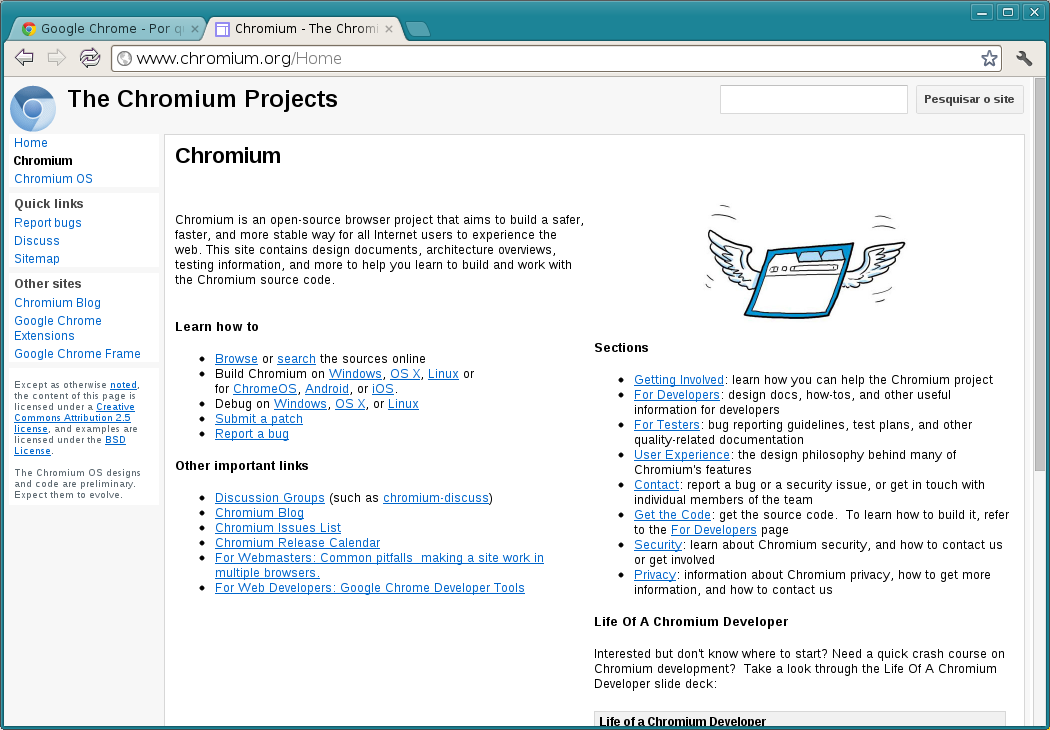 Google Chrome - Por q
Chromium - The Chromi
www.chromium.org/Home
The Chromium Projects
Pesquisar o site
Home
Chromium
Chromium OS
Quick links
Report bugs
Discuss
Sitemap
Other sites
Chromium Blog
Google Chrome
Extensions
Google Chrome Frame
Except as otherwise noted,
the content of this page is
licensed under a Creative
Commons Attribution 2.5
license, and examples are
licensed under the BSD
License.
The Chromium OS designs
and code are preliminary.
Expect them to evolve.
Chromium
Chromium is an open-source browser project that aims to build a safer,
faster, and more stable way for all Internet users to experience the
web. This site contains design documents, architecture overviews,
testing information, and more to help you learn to build and work with
the Chromium source code.
Learn how to
Browse or search the sources online
Build Chromium on Windows, OS X, Linux or
for ChromeOS, Android, or iOS.
Debug on Windows, OS X, or Linux
Submit a patch
Report a bug
Other important links
Discussion Groups (such as chromium-discuss)
Chromium Blog
Chromium Issues List
Chromium Release Calendar
For Webmasters: Common pitfalls  making a site work in
multiple browsers.
For Web Developers: Google Chrome Developer Tools
Sections
Getting Involved: learn how you can help the Chromium project
For Developers: design docs, how-tos, and other useful
information for developers
For Testers: bug reporting guidelines, test plans, and other
quality-related documentation
User Experience: the design philosophy behind many of
Chromium's features
Contact: report a bug or a security issue, or get in touch with
individual members of the team
Get the Code: get the source code.  To learn how to build it, refer
to the For Developers page
Security: learn about Chromium security, and how to contact us
or get involved
Privacy: information about Chromium privacy, how to get more
information, and how to contact us
Life Of A Chromium Developer
Interested but don't know where to start? Need a quick crash course on
Chromium development?  Take a look through the Life Of A Chromium
Developer slide deck:
Life of a Chromium Developer